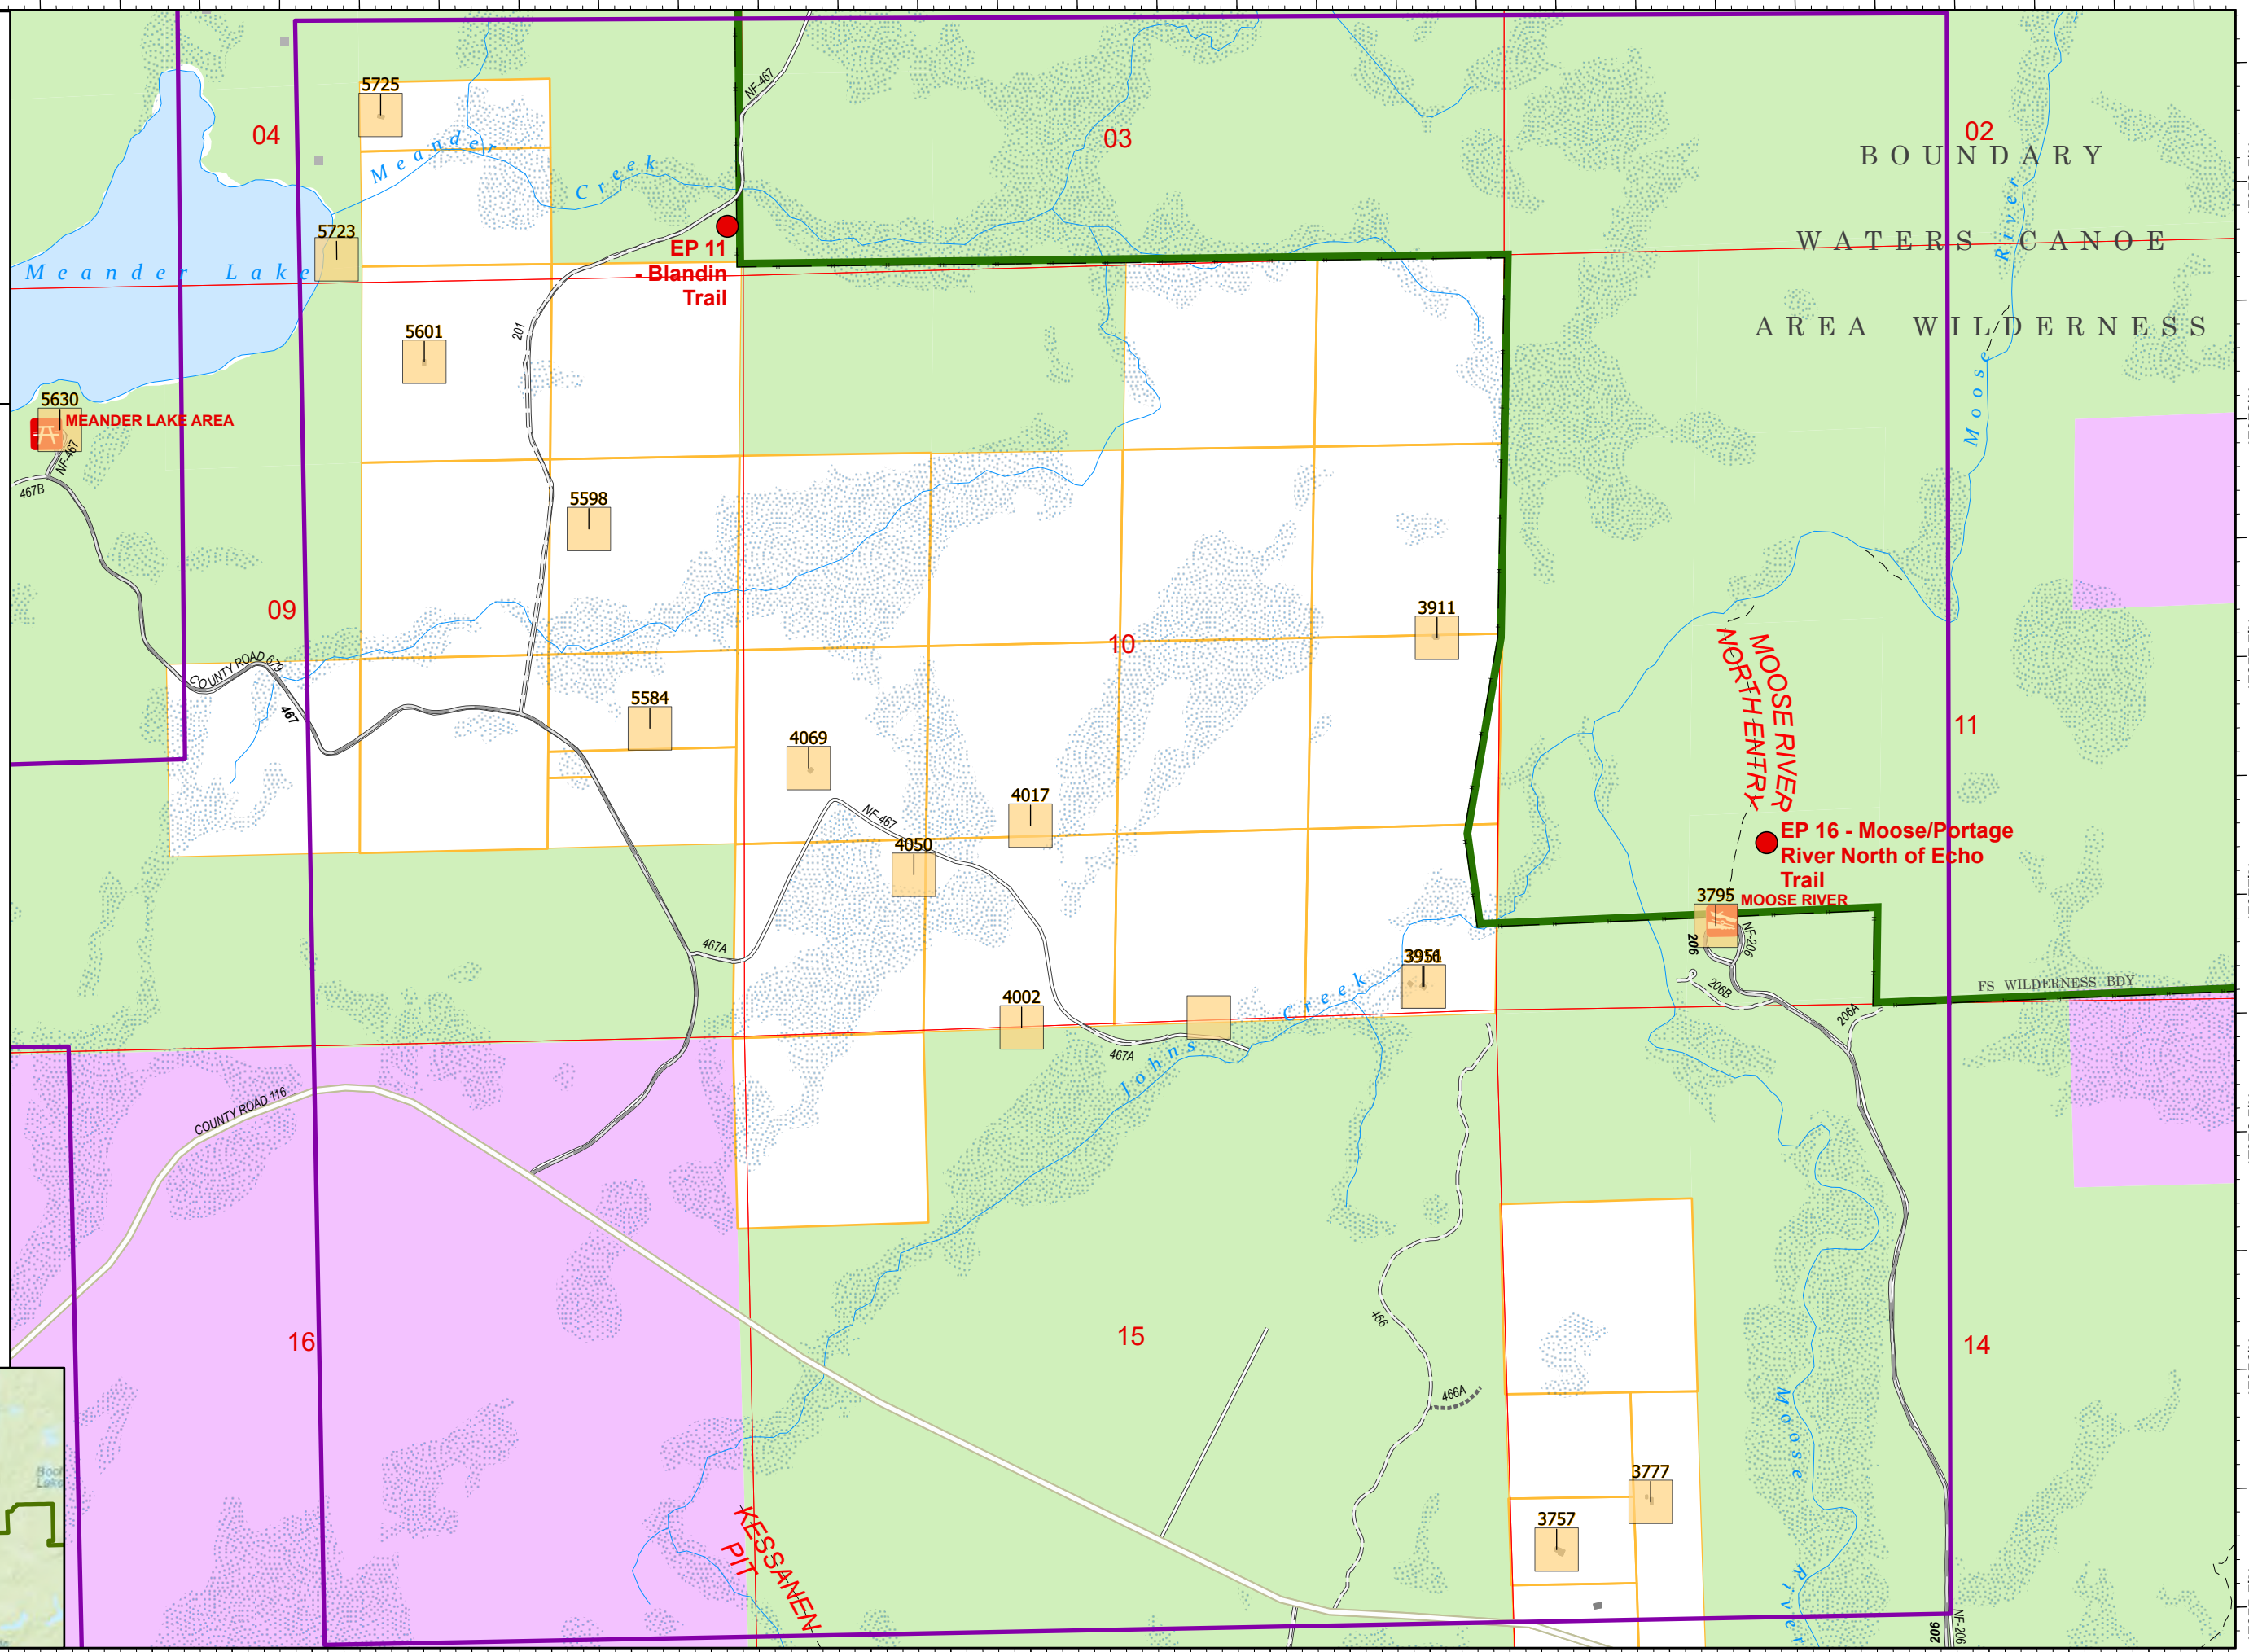 5725
NF-467
04
03
02
BOUNDARY
Meander
Creek
River
5723
EP 11
- Blandin
Trail
WATERS CANOE
Meander Lake
AREA WILDERNESS
201
5601
Moose
5630
MEANDER LAKE AREA
NF-467
467B
5598
09
10
3911
COUNTY ROAD 679
467
MOOSE RIVER
NORTH ENTRY
11
5584
4069
4017
NF-467
4050
EP 16 - Moose/Portage
River North of Echo
Trail
3795
MOOSE RIVER
467A
206
NF-206
FS WILDERNESS BDY
206B
206A
4002
Creek
Johns
467A
COUNTY ROAD 116
16
15
14
466
466A
Moose
River
3777
3757
KESSANEN
PIT
206
NF-206
Lake